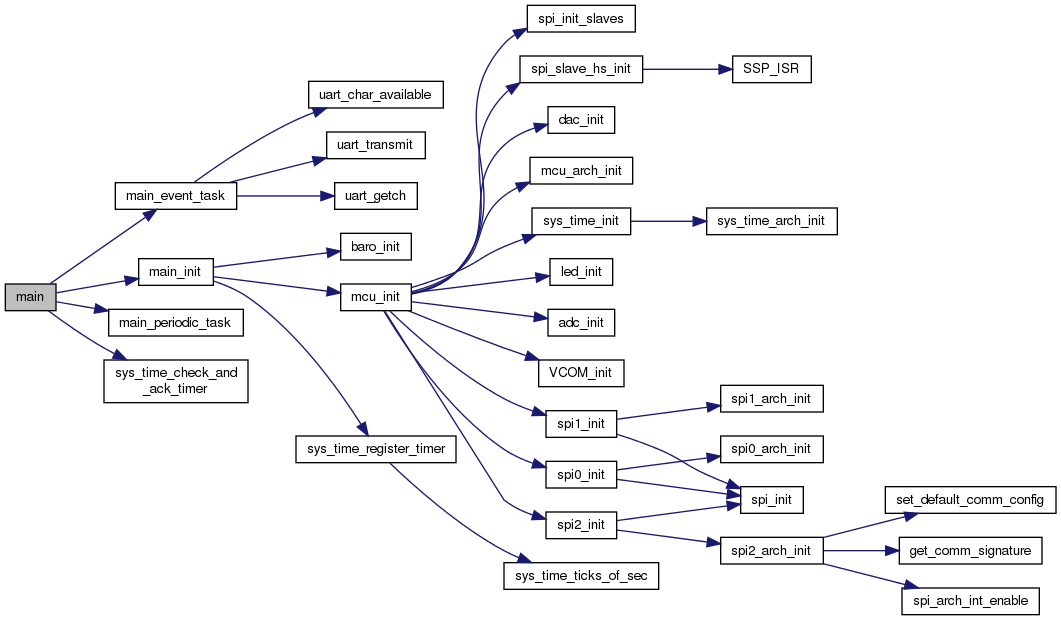 spi_init_slaves
spi_slave_hs_init
SSP_ISR
uart_char_available
dac_init
uart_transmit
mcu_arch_init
main_event_task
uart_getch
sys_time_init
sys_time_arch_init
baro_init
main_init
led_init
main
mcu_init
main_periodic_task
adc_init
sys_time_check_and
_ack_timer
VCOM_init
spi1_arch_init
spi1_init
sys_time_register_timer
spi0_arch_init
spi0_init
spi_init
set_default_comm_config
spi2_init
spi2_arch_init
get_comm_signature
sys_time_ticks_of_sec
spi_arch_int_enable